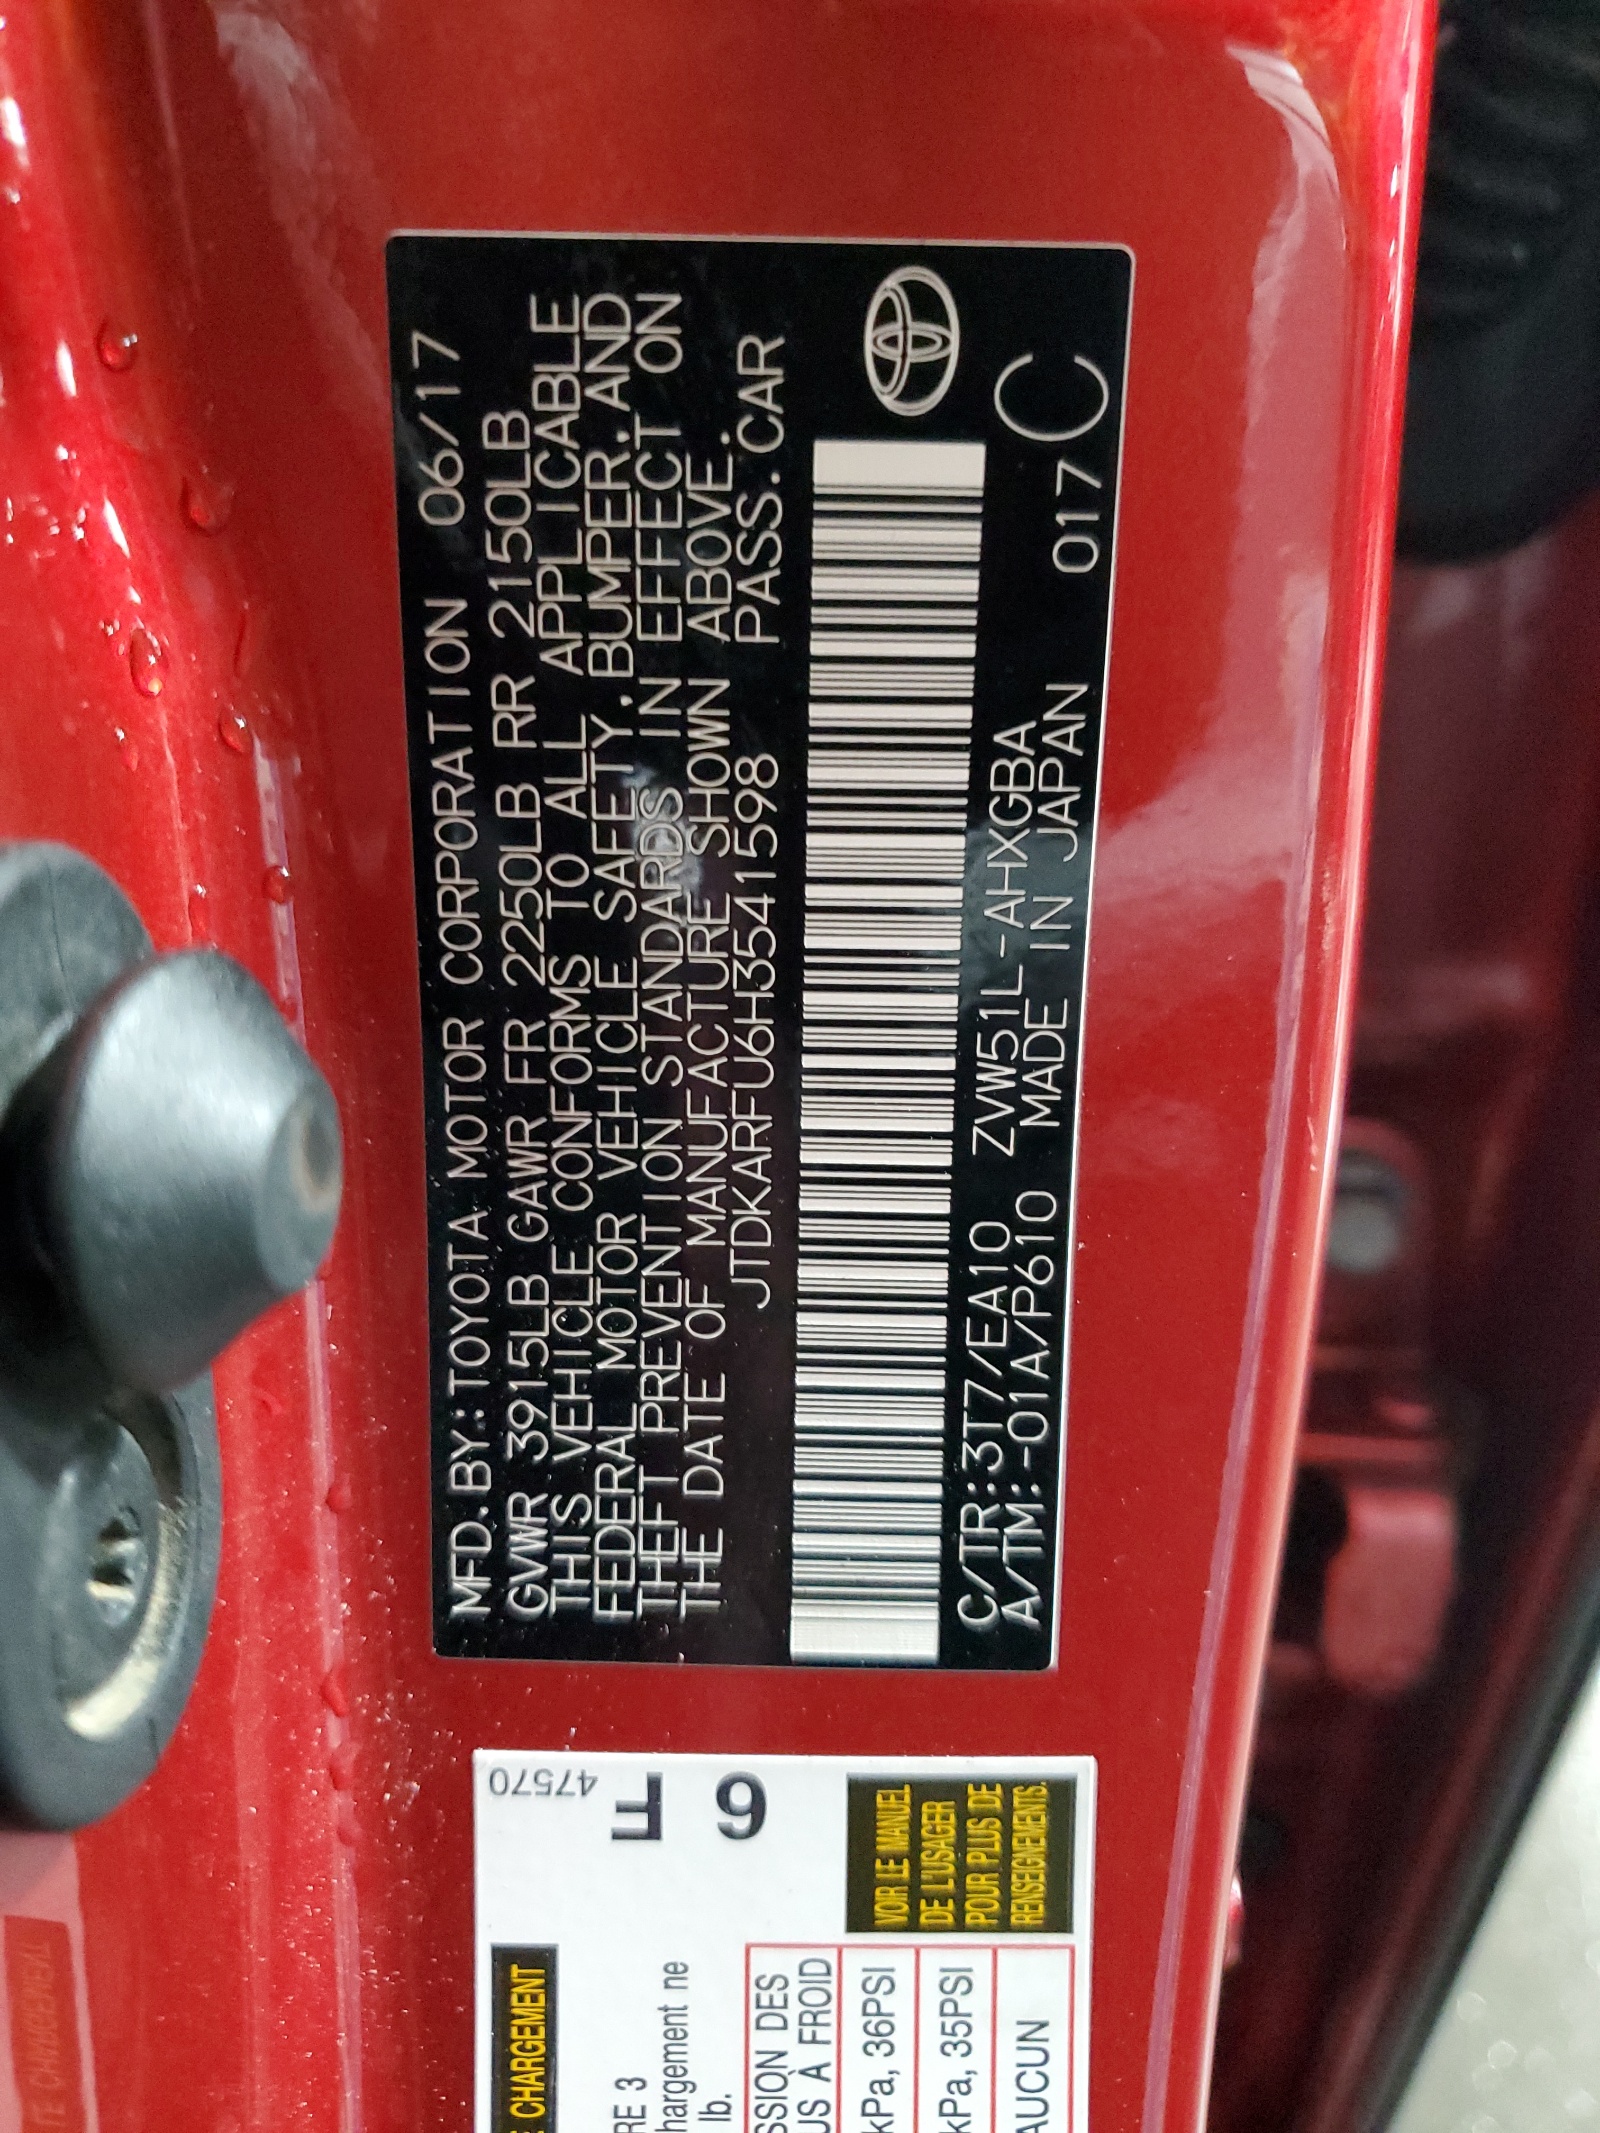 MFD.BY:TOYOTA MOTOR CORPORATION 06/17
GVWR 3915LB GAWR FR 2250LB RR 2150LB
THIS VEHICLE CONFORMS TO ALL APPLICABLE
FEDERAL MOTOR VEHICLE SAFETY,BUMPER,AND
THEFT PREVENTION STANDARDS IN EFFECT ON
THE DATE OF MANUFACTURE SHOWN ABOVE.
JTDKARFU6H3541598 PASS.CAR
C/TR:3T7/EA10 ZVW51L-AHXGBA
A/TM:-01A/P610 MADE IN JAPAN 017 C
47570
F
6
VOIR LE MANUEL
DE L'USAGER
POUR PLUS DE
RENSEIGNEMENTS.
CHARGEMENT
RE 3
hargement ne
lb.
SSION DES
US À FROID
kPa, 36PSI
kPa, 35PSI
AUCUN